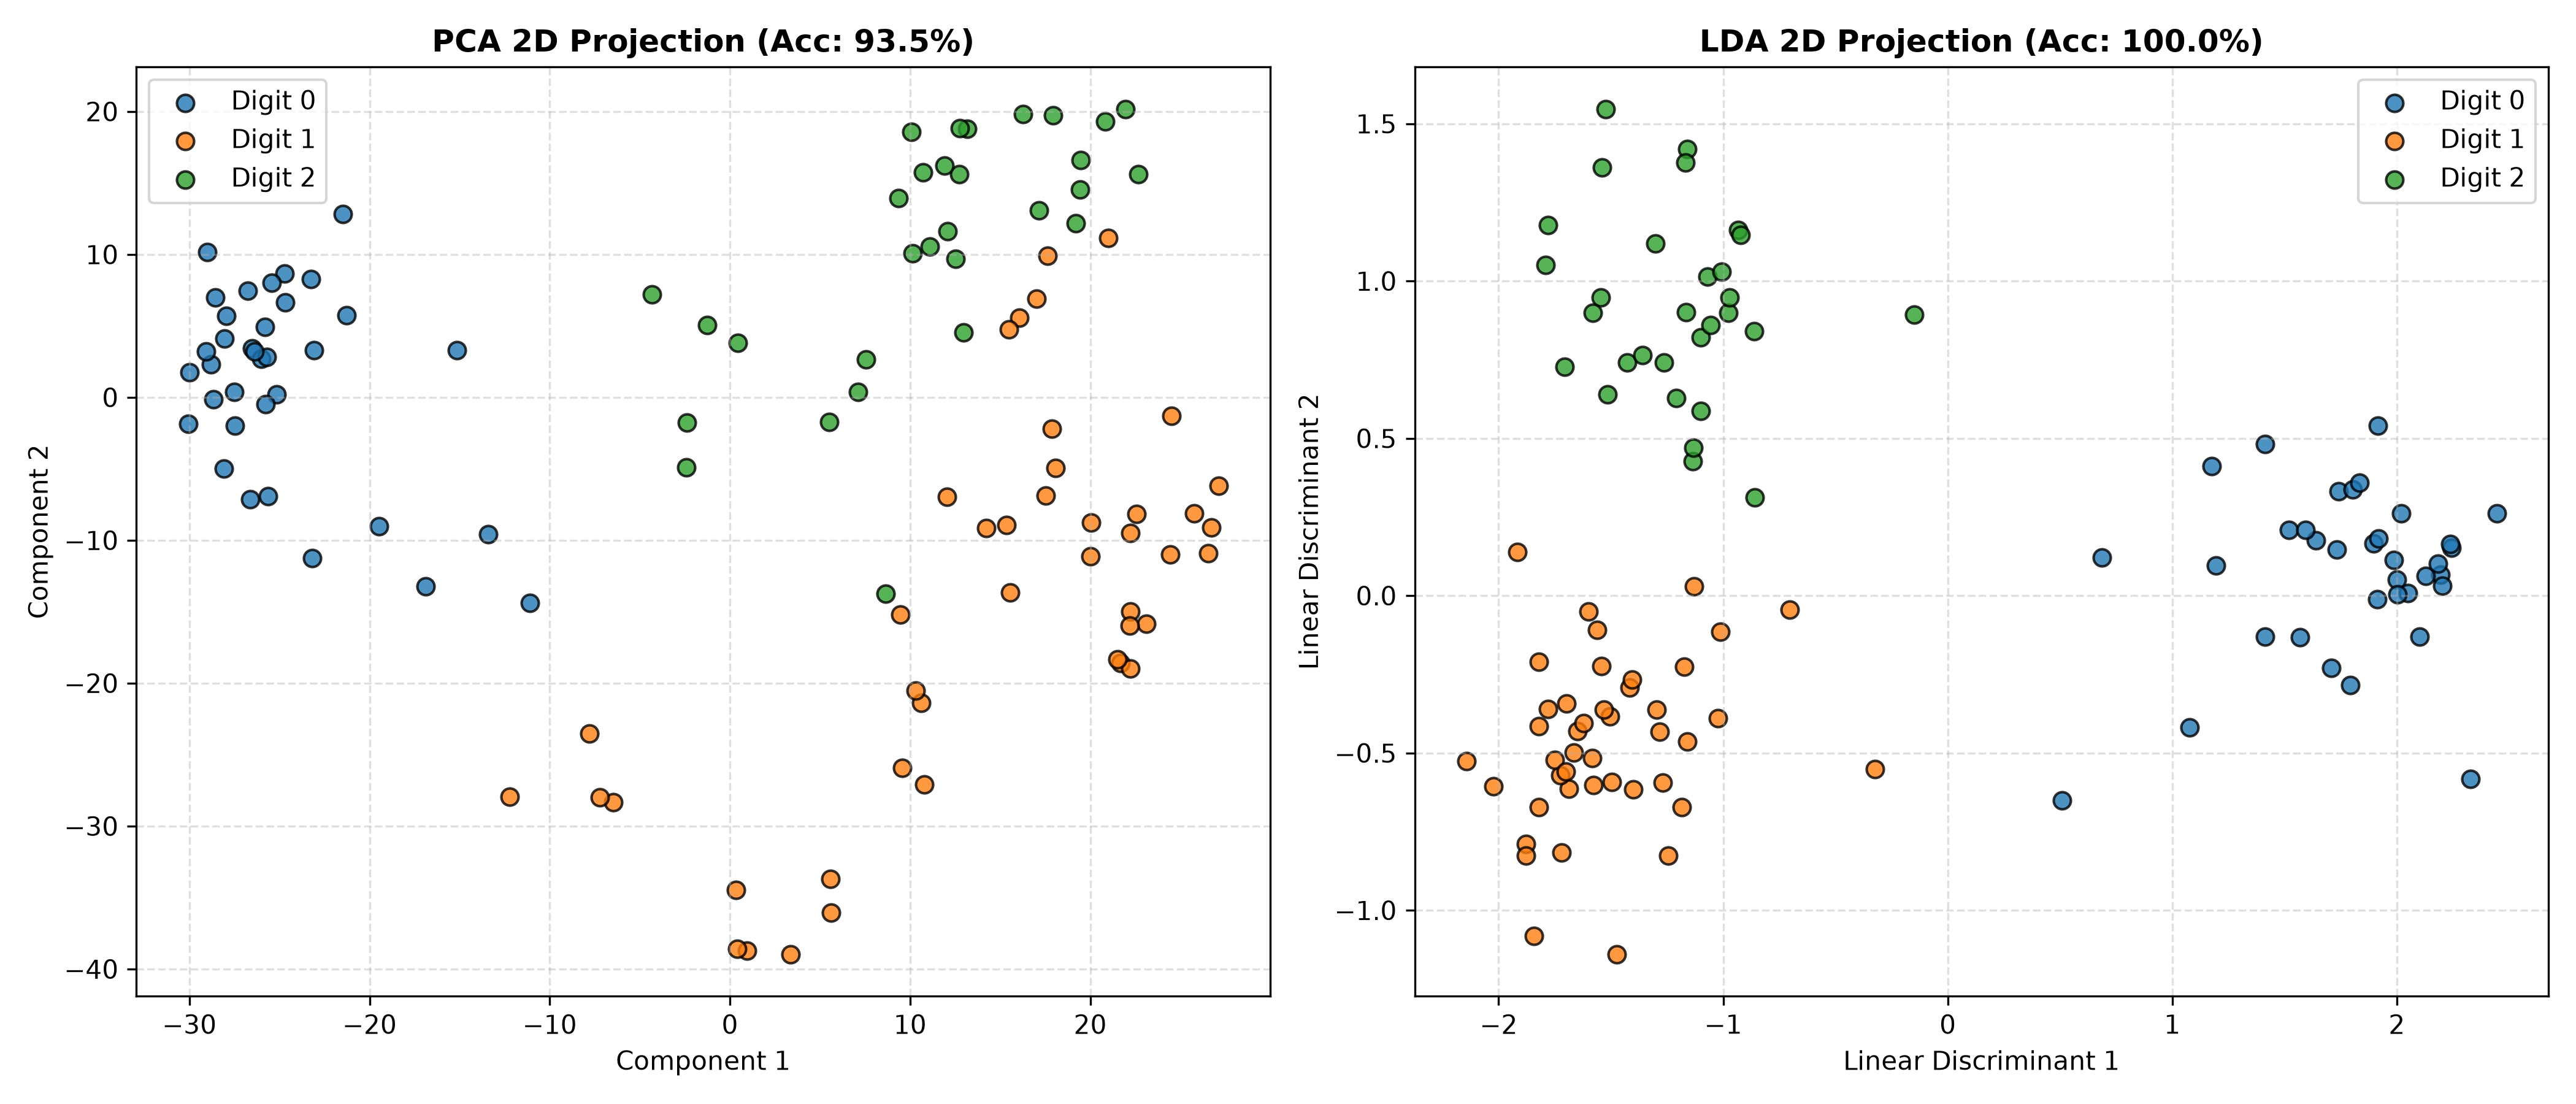 PCA 2D Projection (Acc: 93.5%)
Digit 0
Digit 1
Digit 2
20
10
0
−10
−20
−30
−40
Component 2
−30
−20
−10
0
10
20
Component 1
LDA 2D Projection (Acc: 100.0%)
Digit 0
Digit 1
Digit 2
1.5
1.0
0.5
0.0
−0.5
−1.0
Linear Discriminant 2
−2
−1
0
1
2
Linear Discriminant 1